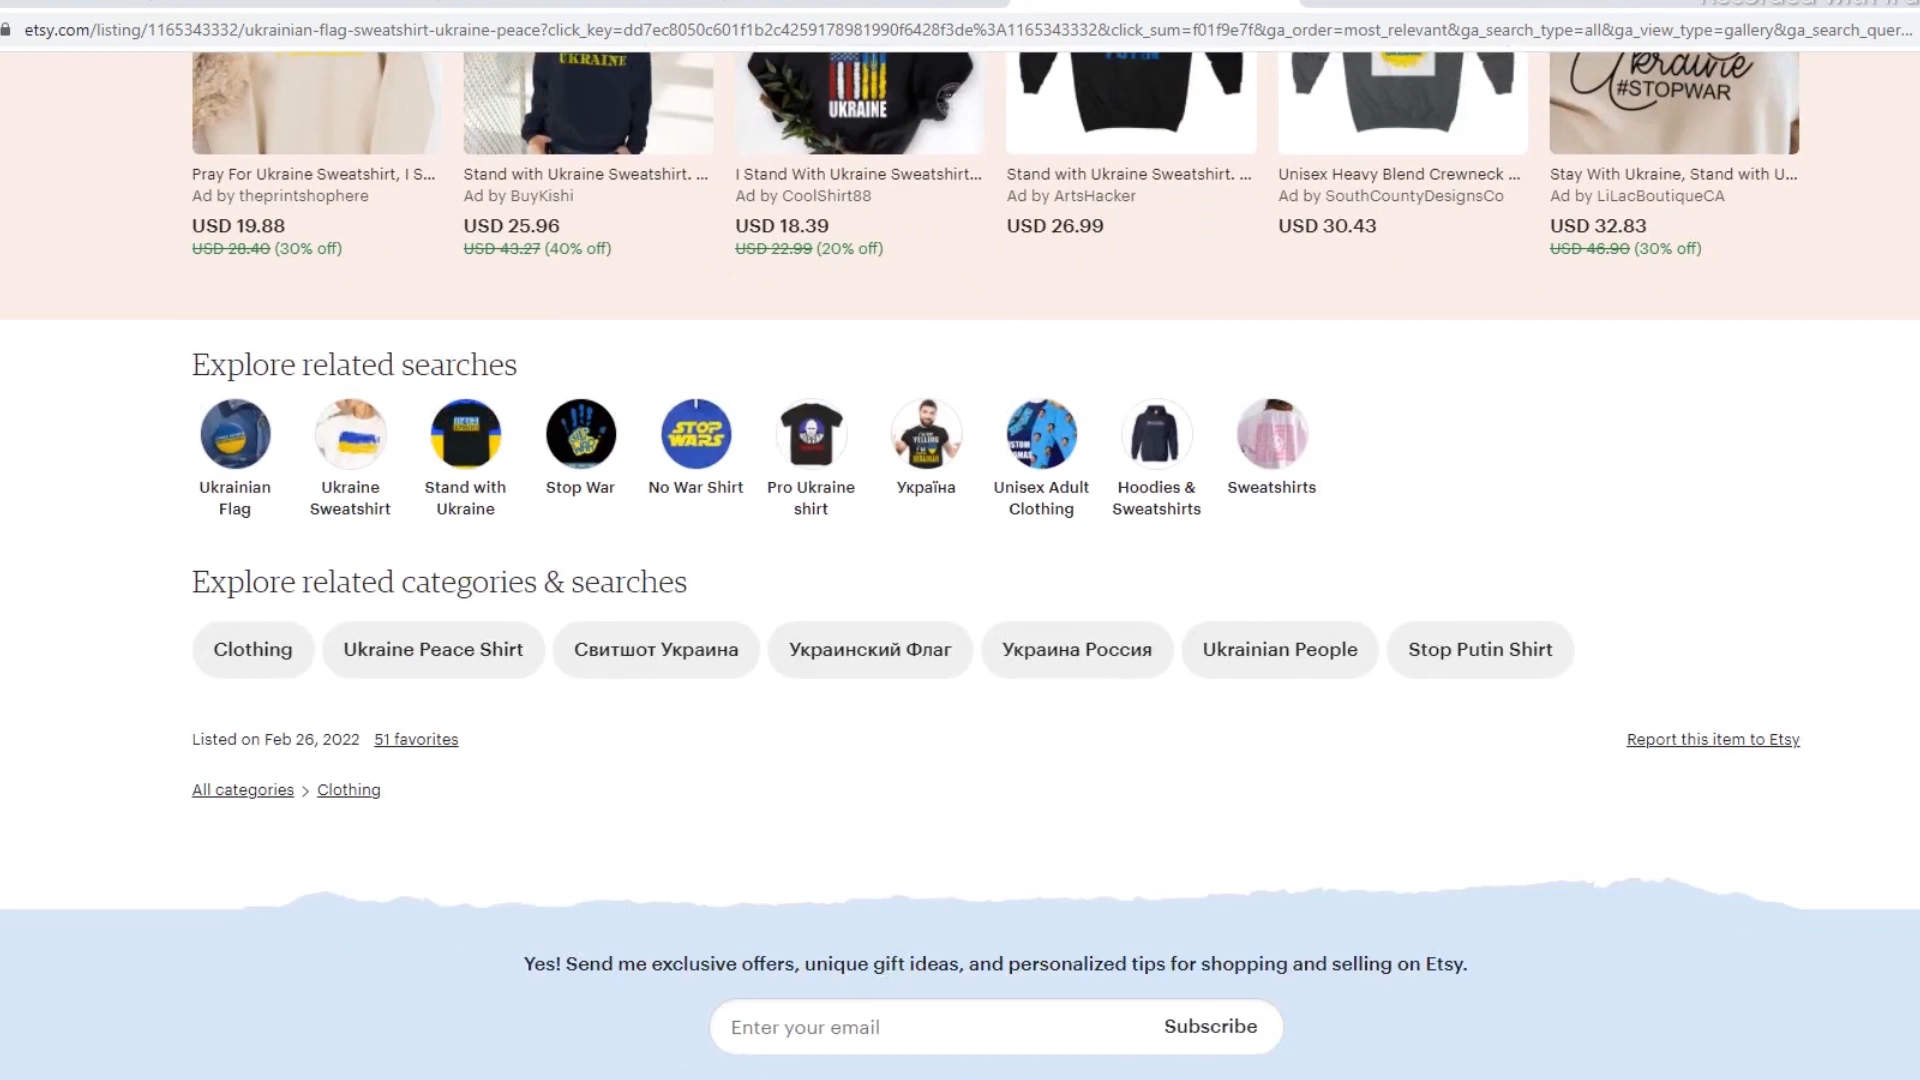 etsy.com/listing/1165343332/ukrainian-flag-sweatshirt-ukraine-peace?click_key=dd7ec8050c601f1b2c4259178981990f6428f3de%3A1165343332&click_sum=f01f9e7f&ga_order=most_relevant&ga_search_type=all&ga_view_type=gallery&ga_search_quer...
UKRAINE
UKRAINE
Ukraine
#STOPWAR
Pray For Ukraine Sweatshirt, I S... Stand with Ukraine Sweatshirt. ... I Stand With Ukraine Sweatshirt... Stand with Ukraine Sweatshirt. ... Unisex Heavy Blend Crewneck ... Stay With Ukraine, Stand with U...
Ad by theprintshophere Ad by BuyKishi Ad by CoolShirt88 Ad by ArtsHacker Ad by SouthCountyDesignsCo Ad by LiLacBoutiqueCA
USD 19.88 USD 25.96 USD 18.39 USD 26.99 USD 30.43 USD 32.83
USD 28.40 (30% off) USD 43.27 (40% off) USD 22.99 (20% off) USD 46.90 (30% off)
Explore related searches
STOP
WARS
Ukrainian Flag Ukraine Sweatshirt Stand with Ukraine Stop War No War Shirt Pro Ukraine shirt Україна Unisex Adult Clothing Hoodies & Sweatshirts Sweatshirts
Explore related categories & searches
Clothing Ukraine Peace Shirt Свитшот Украина Украинский Флаг Украина Россия Ukrainian People Stop Putin Shirt
Listed on Feb 26, 2022 51 favorites Report this item to Etsy
All categories > Clothing
Yes! Send me exclusive offers, unique gift ideas, and personalized tips for shopping and selling on Etsy.
Enter your email Subscribe